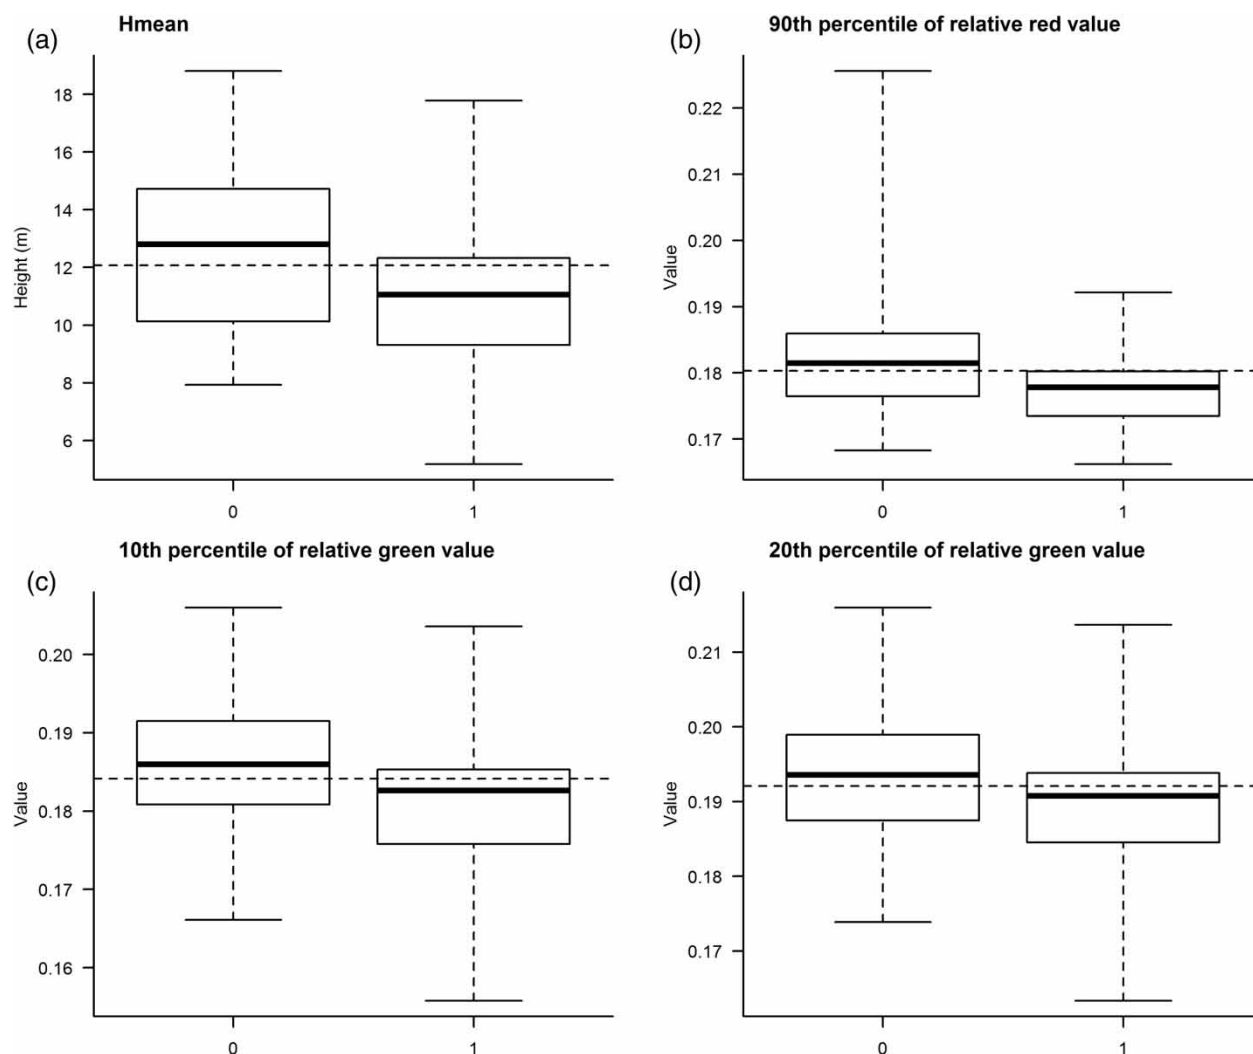 (a)
Hmean
Height (m)
18
16
14
12
10
8
6
0
1
(b)
90th percentile of relative red value
Value
0.22
0.21
0.20
0.19
0.18
0.17
0
1
(c)
10th percentile of relative green value
Value
0.20
0.19
0.18
0.17
0.16
0
1
(d)
20th percentile of relative green value
Value
0.21
0.20
0.19
0.18
0.17
0
1